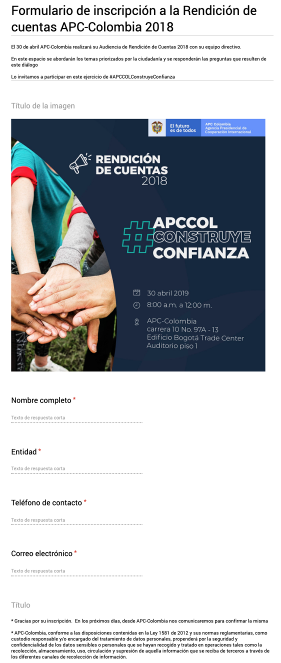 Formulario de inscripción a la Rendición de
cuentas APC-Colombia 2018
El 30 de abril APC-Colombia realizará su Audiencia de Rendición de Cuentas 2018 con su equipo directivo.
En este espacio se abordarán los temas priorizados por la ciudadanía y se responderán las preguntas que resulten de
este diálogo
Lo invitamos a participar en este ejercicio de #APCCOLConstruyeConfianza
Título de la imagen
El futuro
es de todos
APC Colombia
Agencia Presidencial de
Cooperación Internacional
RENDICIÓN
DE CUENTAS
2018
#APCCOL
CONSTRUYE
CONFIANZA
30 abril 2019
8:00 a.m. a 12:00 m.
APC-Colombia
carrera 10 No. 97A - 13
Edificio Bogotá Trade Center
Auditorio piso 1
Nombre completo *
Texto de respuesta corta
Entidad *
Texto de respuesta corta
Teléfono de contacto *
Texto de respuesta corta
Correo electrónico *
Texto de respuesta corta
Título
* Gracias por su inscripción. En los próximos días, desde APC-Colombia nos comunicaremos para confirmar la misma
* APC-Colombia, conforme a las disposiciones contenidas en la Ley 1581 de 2012 y sus normas reglamentarias, como
custodio responsable y/o encargado del tratamiento de datos personales, propenderá por la seguridad y
confidencialidad de los datos sensibles o personales que se hayan recogido y tratado en operaciones tales como la
recolección, almacenamiento, uso, circulación y supresión de aquella información que se reciba de terceros a través de
los diferentes canales de recolección de información.